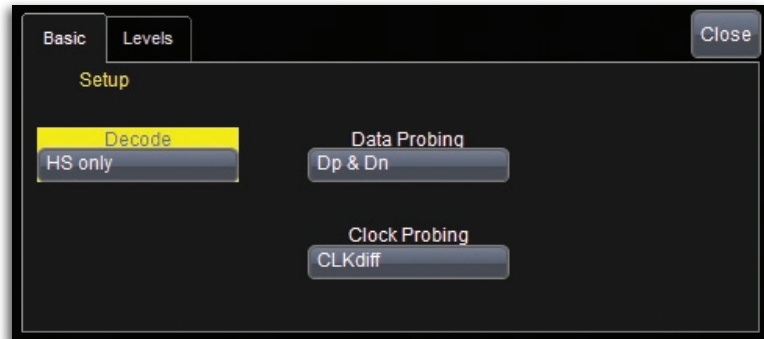 Basic
Levels
Close
Setup
Decode
HS only
Data Probing
Dp & Dn
Clock Probing
CLKdiff